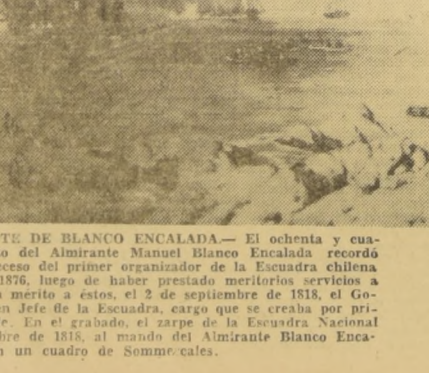 TE DE BLANCO ENCALADA.— El ochenta y cua-
o del Almirante Manuel Blanco Encalada recordó
ceso del primer organizador de la Escuadra chilena
1876, luego de haber prestado meritorios servicios a
mérito a éstos, el 2 de septiembre de 1818, el Go-
en Jefe de la Escuadra, cargo que se creaba por pri-
e. En el grabado, el zarpe de la Escuadra Nacional
bre de 1818, al mando del Almirante Blanco Enca-
n un cuadro de Sommercales.